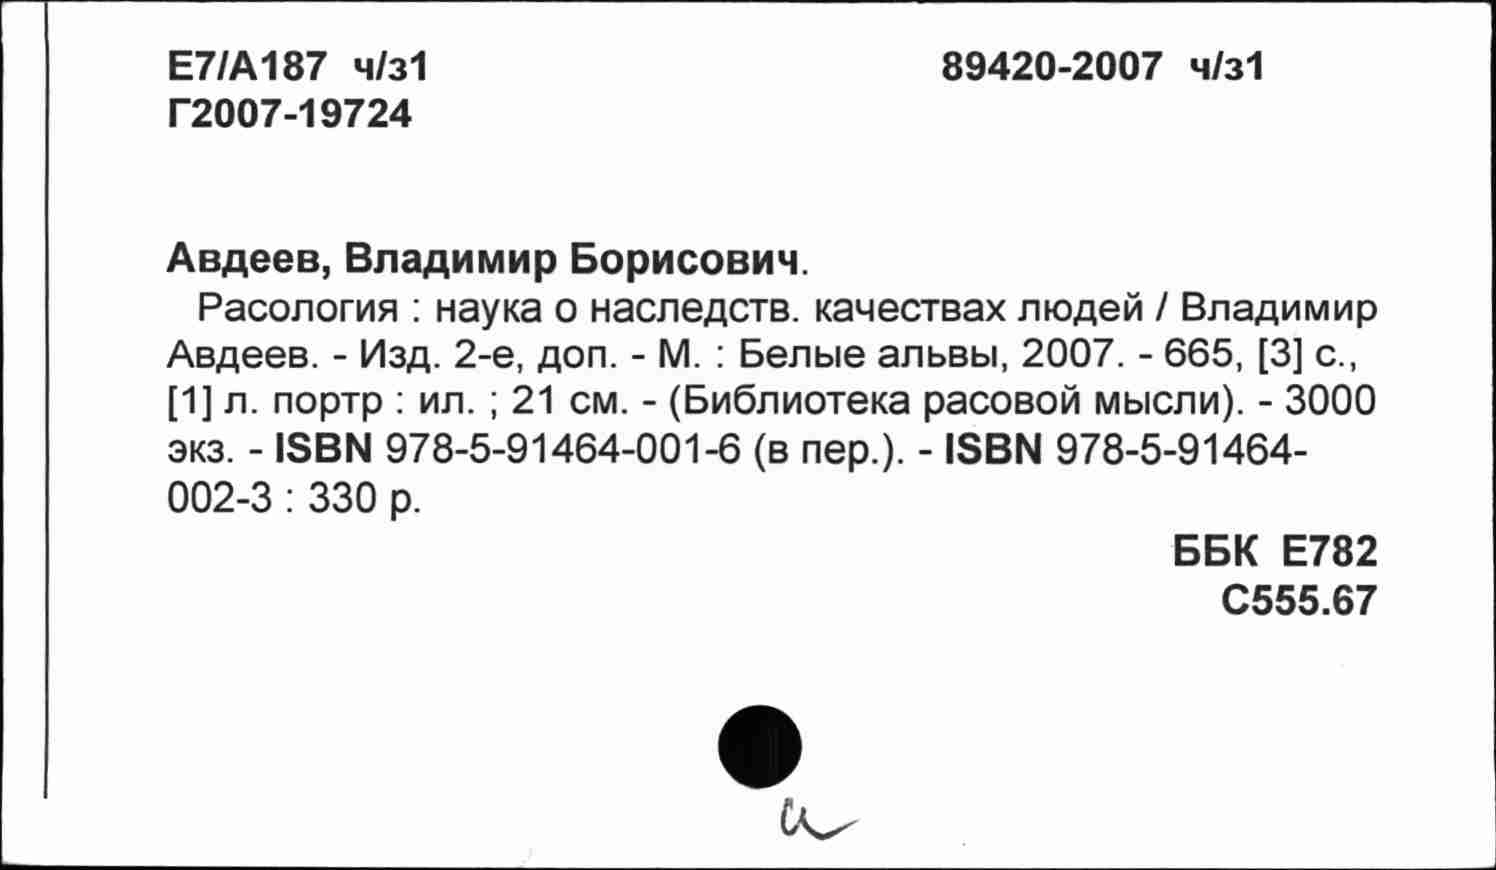 Е7/А187 ч/з1 89420-2007 ч/з1
Г2007-19724
Авдеев, Владимир Борисович.
Расология : наука о наследств. качествах людей / Владимир
Авдеев. - Изд. 2-е, доп. - М. : Белые альвы, 2007. - 665, [3] с.,
[1] л. портр : ил. ; 21 см. - (Библиотека расовой мысли). - 3000
экз. - ISBN 978-5-91464-001-6 (в пер.). - ISBN 978-5-91464-
002-3 : 330 р.
ББК Е782
С555.67